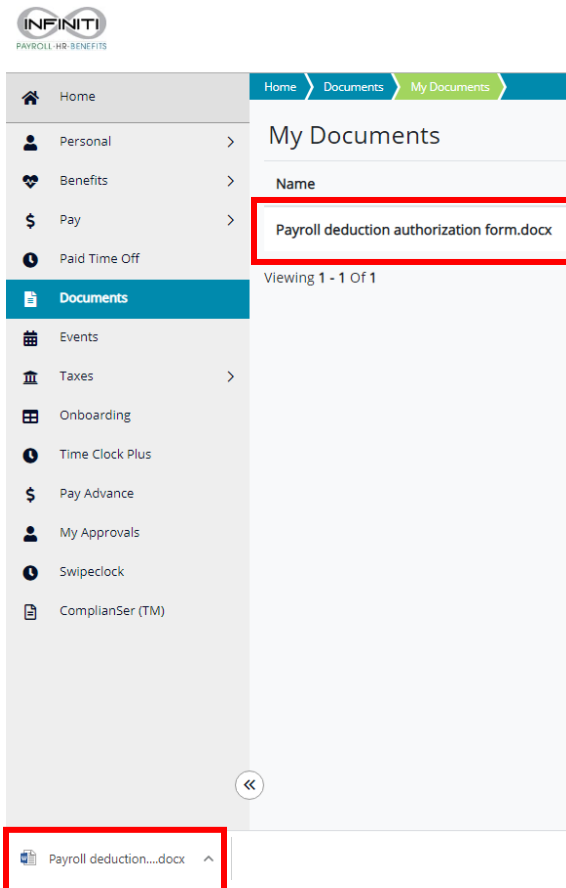 INFINITI
PAYROLL-HR-BENEFITS
Home
Personal
Benefits
Pay
Paid Time Off
Documents
Events
Taxes
Onboarding
Time Clock Plus
Pay Advance
My Approvals
Swipeclock
ComplianSer (TM)
Home Documents My Documents
My Documents
Name
Payroll deduction authorization form.docx
Viewing 1 - 1 Of 1
Payroll deduction....docx